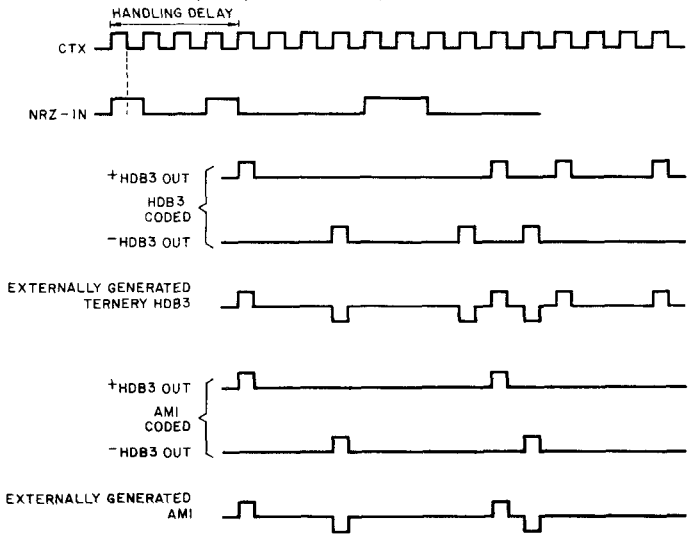 HANDLING DELAY
CTX
NRZ-IN
+HDB3 OUT
HDB3
CODED
-HDB3 OUT
EXTERNALLY GENERATED
TERNERY HDB3
+HDB3 OUT
AMI
CODED
-HDB3 OUT
EXTERNALLY GENERATED
AMI